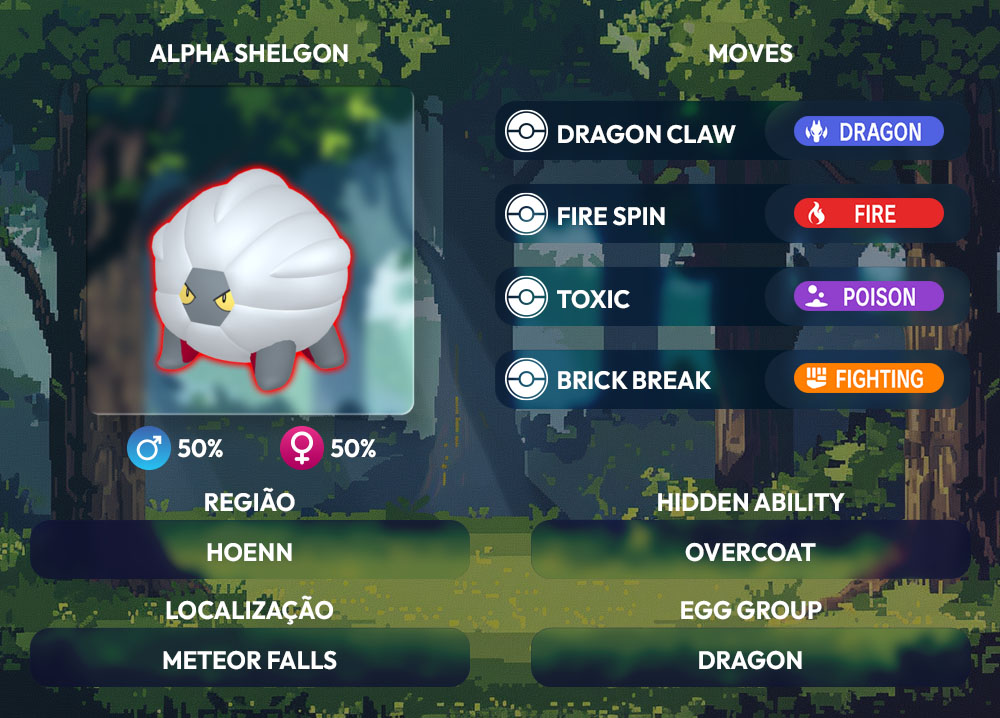 ALPHA SHELGON
50%
50%
REGIÃO
HOENN
LOCALIZAÇÃO
METEOR FALLS
MOVES
DRAGON CLAW DRAGON
FIRE SPIN FIRE
TOXIC POISON
BRICK BREAK FIGHTING
HIDDEN ABILITY
OVERCOAT
EGG GROUP
DRAGON